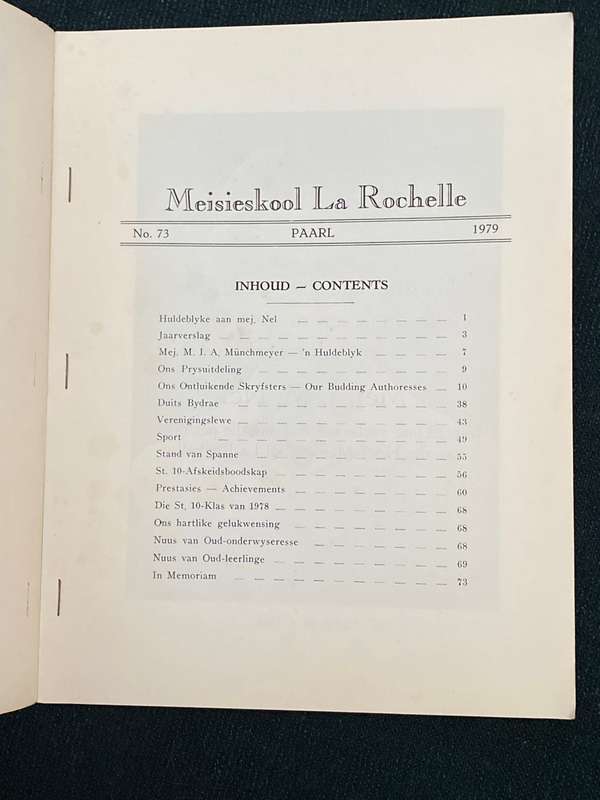 Meisieskool La Rochelle
No. 73 PAARL 1979
INHOUD — CONTENTS
Huldeblyke aan mej. Nel — — — — — — — — 1
Jaarverslag — — — — — — — — — — 3
Mej. M. J. A. Münchmeyer — 'n Huldeblyk — — — — 7
Ons Prysuitdeling — — — — — — — — — 9
Ons Ontluikende Skryfsters — Our Budding Authoresses — 10
Duits Bydrae — — — — — — — — — — 38
Verenigingslewe — — — — — — — — — — 43
Sport — — — — — — — — — — 49
Stand van Spanne — — — — — — — — — 55
St. 10-Afskeidsboodskap — — — — — — — — 56
Prestasies — Achievements — — — — — — — — 60
Die St. 10-Klas van 1978 — — — — — — — — 68
Ons hartlike gelukwensing — — — — — — — — 68
Nuus van Oud-onderwyseresse — — — — — — — 68
Nuus van Oud-leerlinge — — — — — — — — — 69
In Memoriam — — — — — — — — — — 73